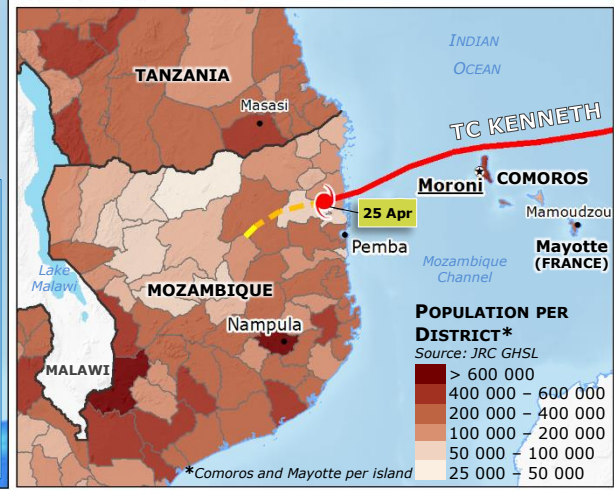 INDIAN
OCEAN
TANZANIA
Masasi
TC KENNETH
Moroni
COMOROS
25 Apr
Mamoudzou
Pemba
Mayotte
(FRANCE)
Lake
Malawi
Mozambique
Channel
MOZAMBIQUE
Nampula
MALAWI
POPULATION PER
DISTRICT*
Source: JRC GHSL
> 600 000
400 000 – 600 000
200 000 – 400 000
100 000 – 200 000
50 000 – 100 000
25 000 – 50 000
*Comoros and Mayotte per island